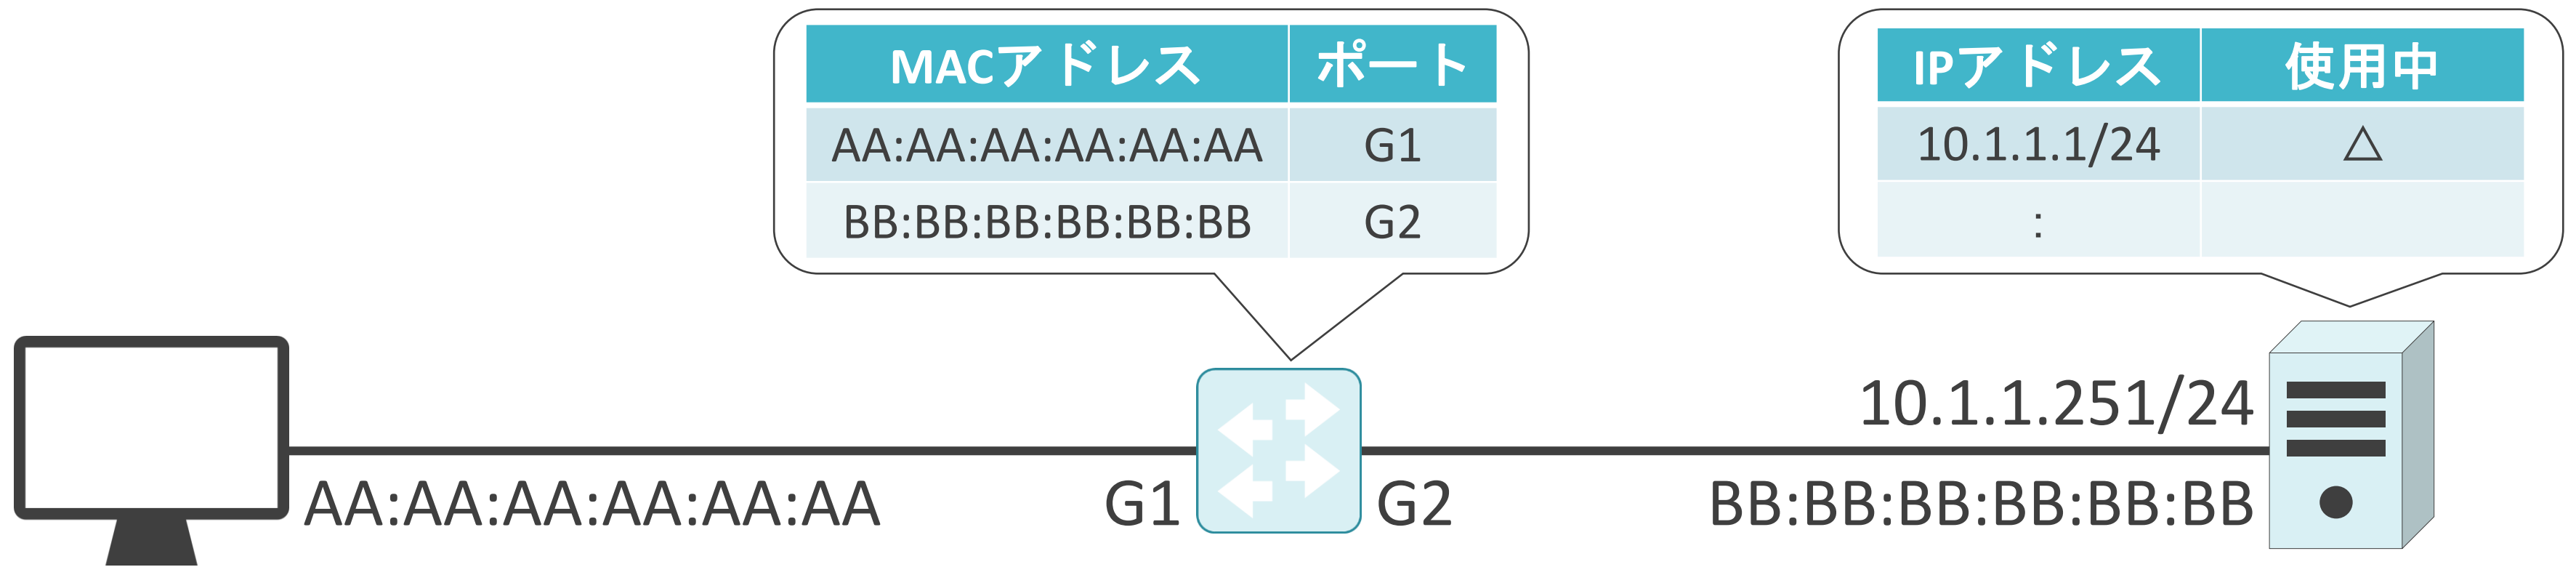 MACアドレス ポート
AA:AA:AA:AA:AA:AA G1
BB:BB:BB:BB:BB:BB G2
IPアドレス 使用中
10.1.1.1/24 △
:
10.1.1.251/24
AA:AA:AA:AA:AA:AA G1 G2 BB:BB:BB:BB:BB:BB